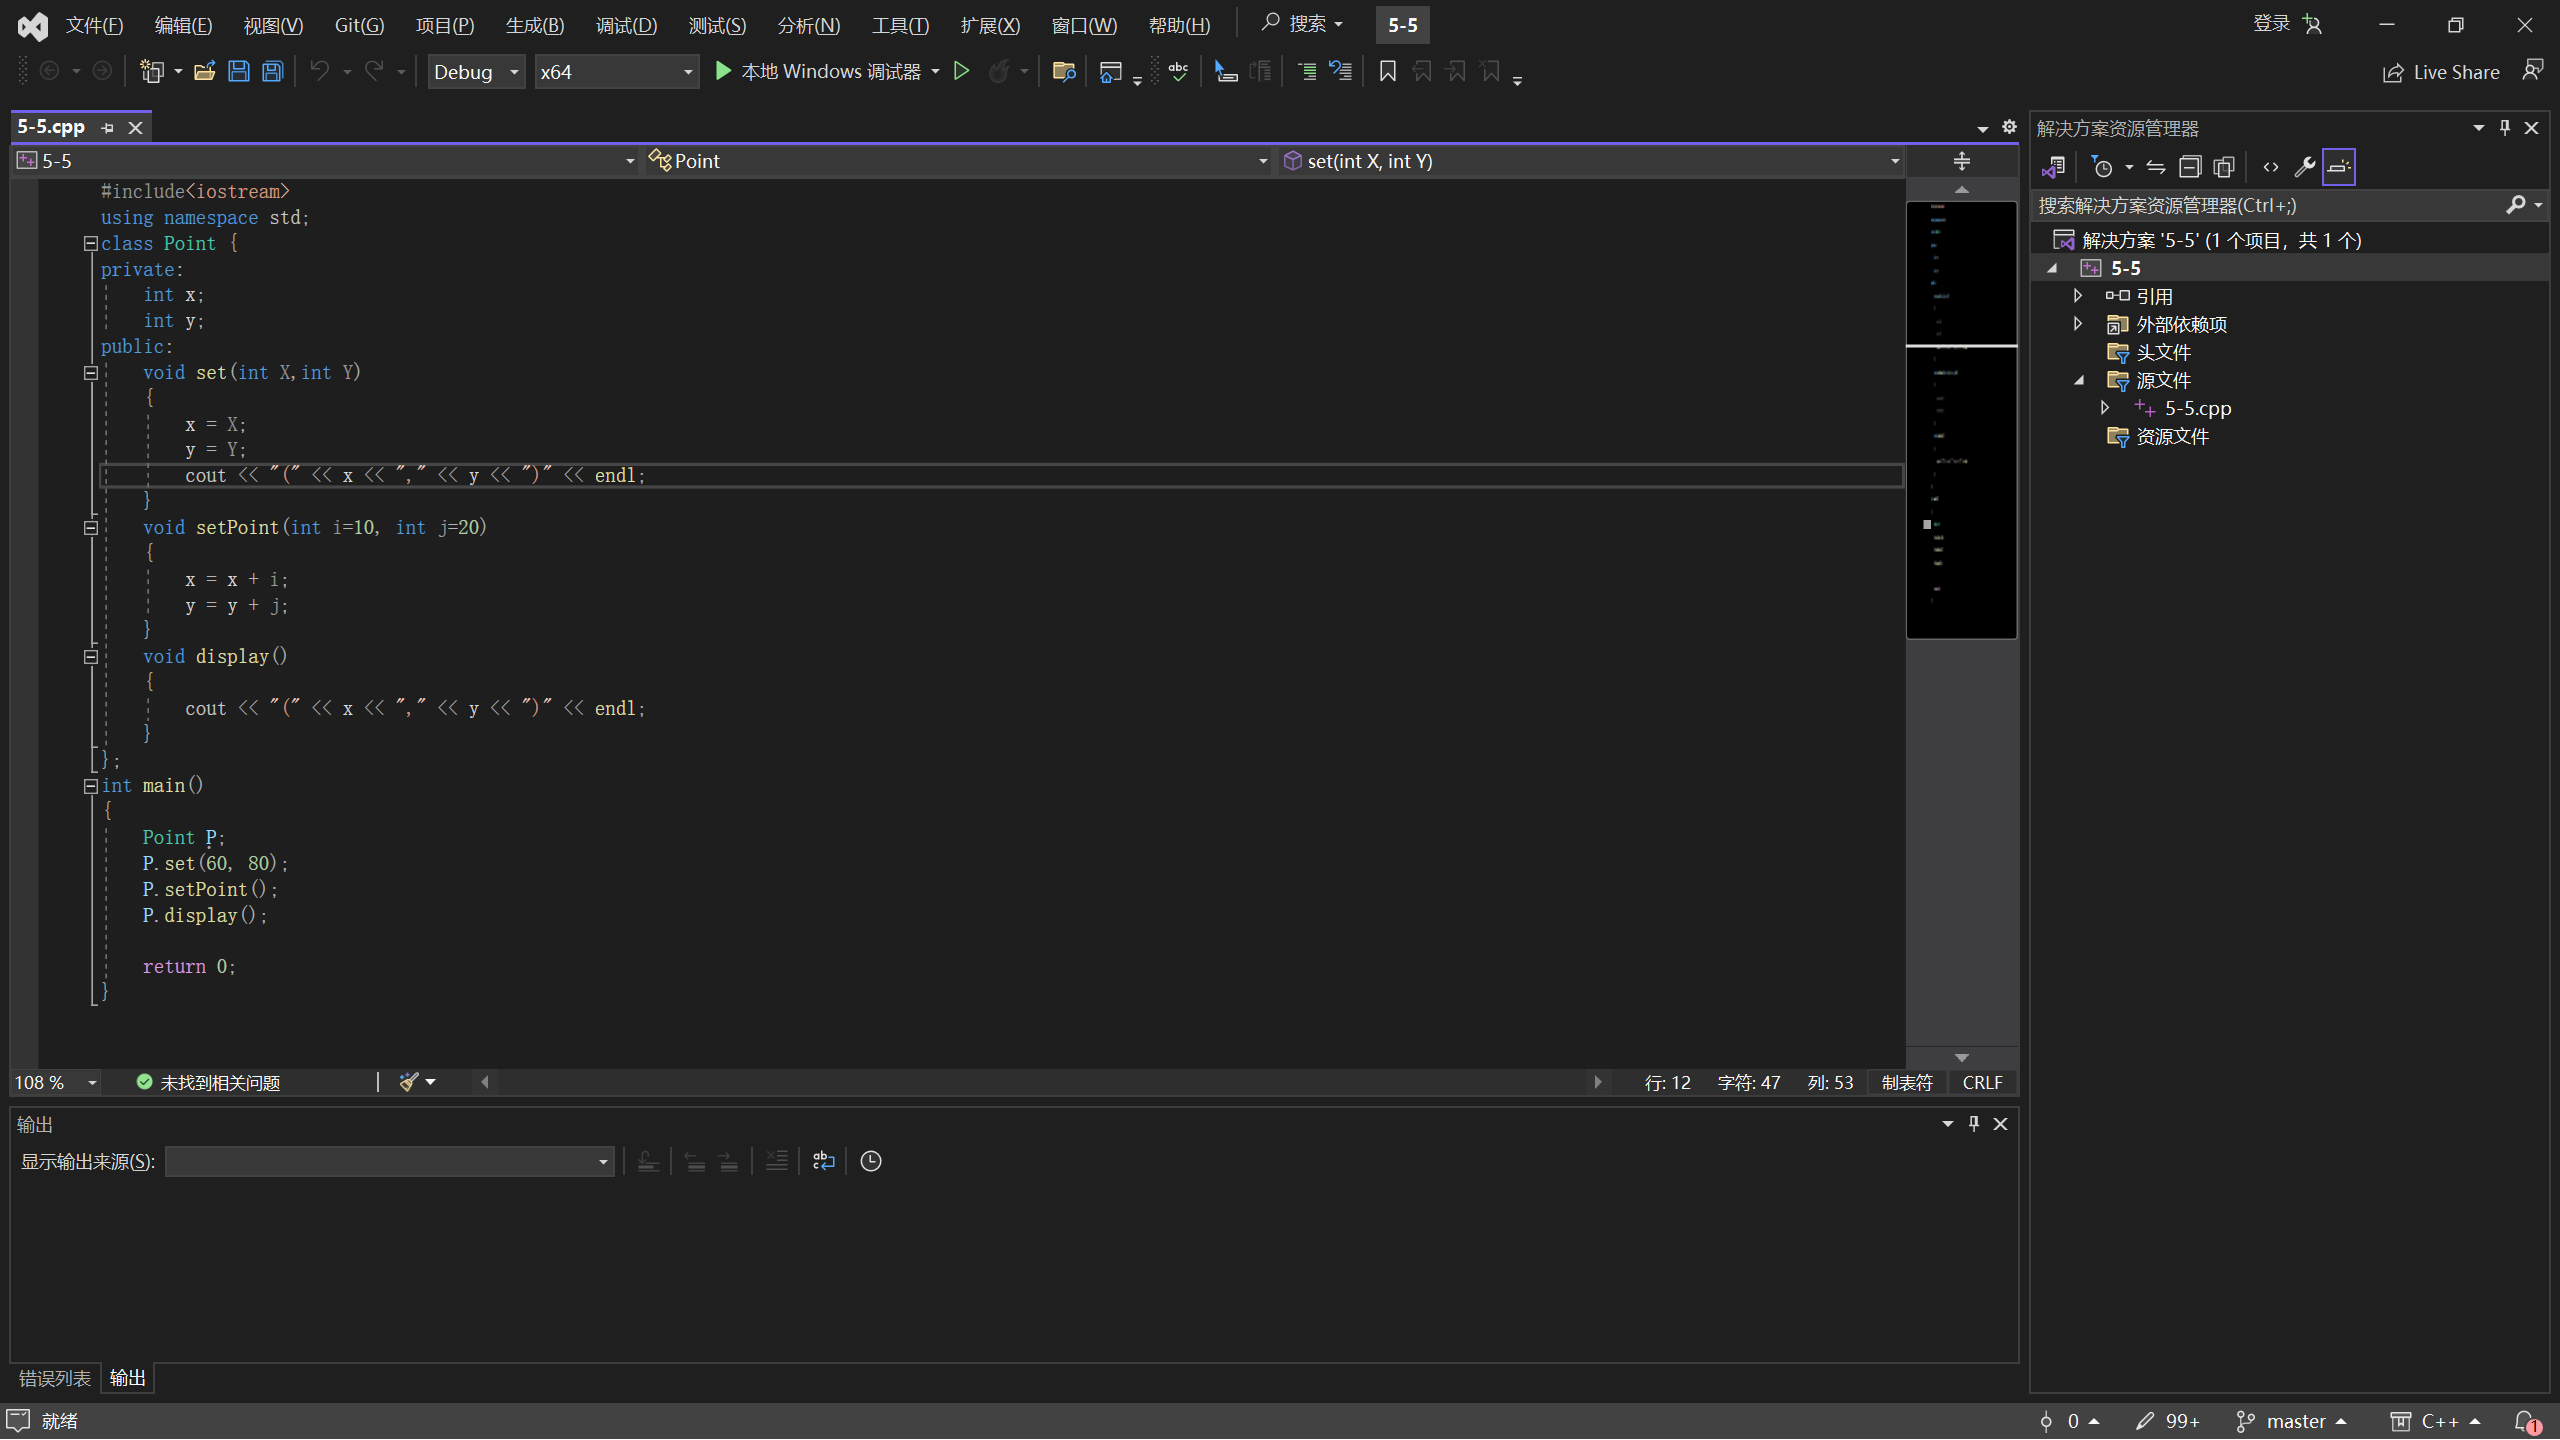 文件(F) 编辑(E) 视图(V) Git(G) 项目(P) 生成(B) 调试(D) 测试(S) 分析(N) 工具(T) 扩展(X) 窗口(W) 帮助(H) 搜索 5-5 登录
Debug x64 本地 Windows 调试器 abc Live Share
5-5.cpp
5-5 Point set(int X, int Y)
#include<iostream>
using namespace std;
class Point {
private:
int x;
int y;
public:
void set(int X,int Y)
{
x = X;
y = Y;
cout << "(" << x << "," << y << ")" << endl;
}
void setPoint(int i=10, int j=20)
{
x = x + i;
y = y + j;
}
void display()
{
cout << "(" << x << "," << y << ")" << endl;
}
};
int main()
{
Point P;
P.set(60, 80);
P.setPoint();
P.display();
return 0;
}
108 % 未找到相关问题 行: 12 字符: 47 列: 53 制表符 CRLF
输出
显示输出来源(S):
错误列表 输出
解决方案资源管理器
搜索解决方案资源管理器(Ctrl+;)
解决方案 '5-5' (1 个项目，共 1 个)
5-5
引用
外部依赖项
头文件
源文件
5-5.cpp
资源文件
就绪 0 99+ master C++ 1